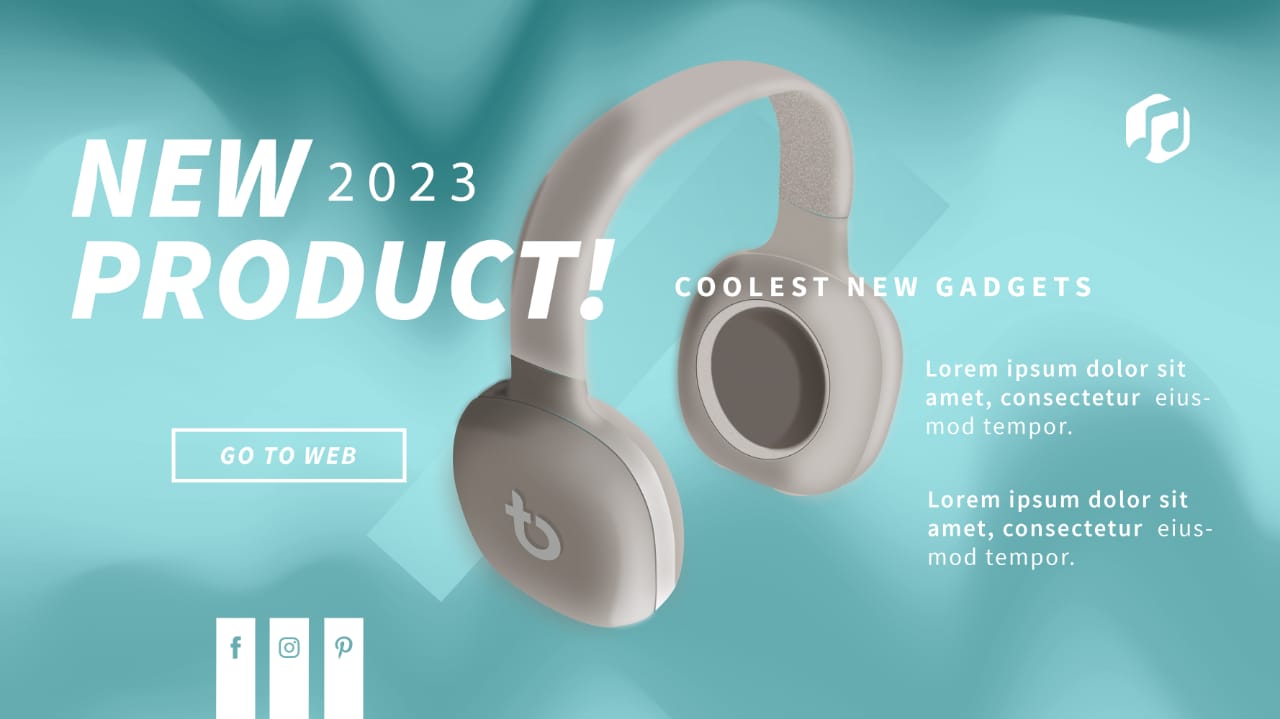 NEW 2023
PRODUCT!
COOLEST NEW GADGETS
Lorem ipsum dolor sit
amet, consectetur eius-
mod tempor.
GO TO WEB
Lorem ipsum dolor sit
amet, consectetur eius-
mod tempor.